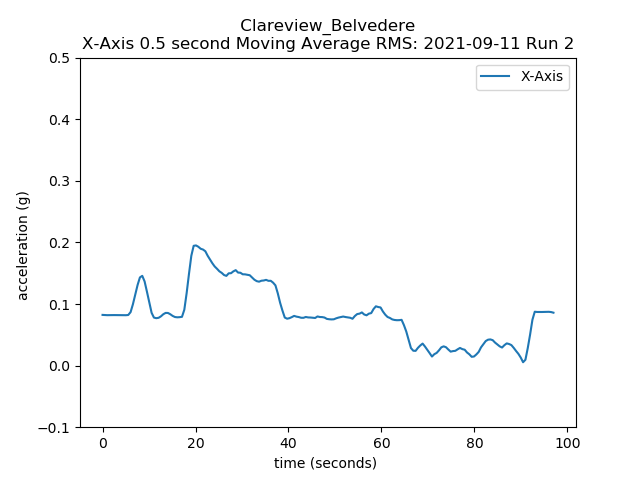 Clareview_Belvedere
X-Axis 0.5 second Moving Average RMS: 2021-09-11 Run 2
X-Axis
0.5
0.4
0.3
0.2
0.1
0.0
−0.1
acceleration (g)
0 20 40 60 80 100
time (seconds)